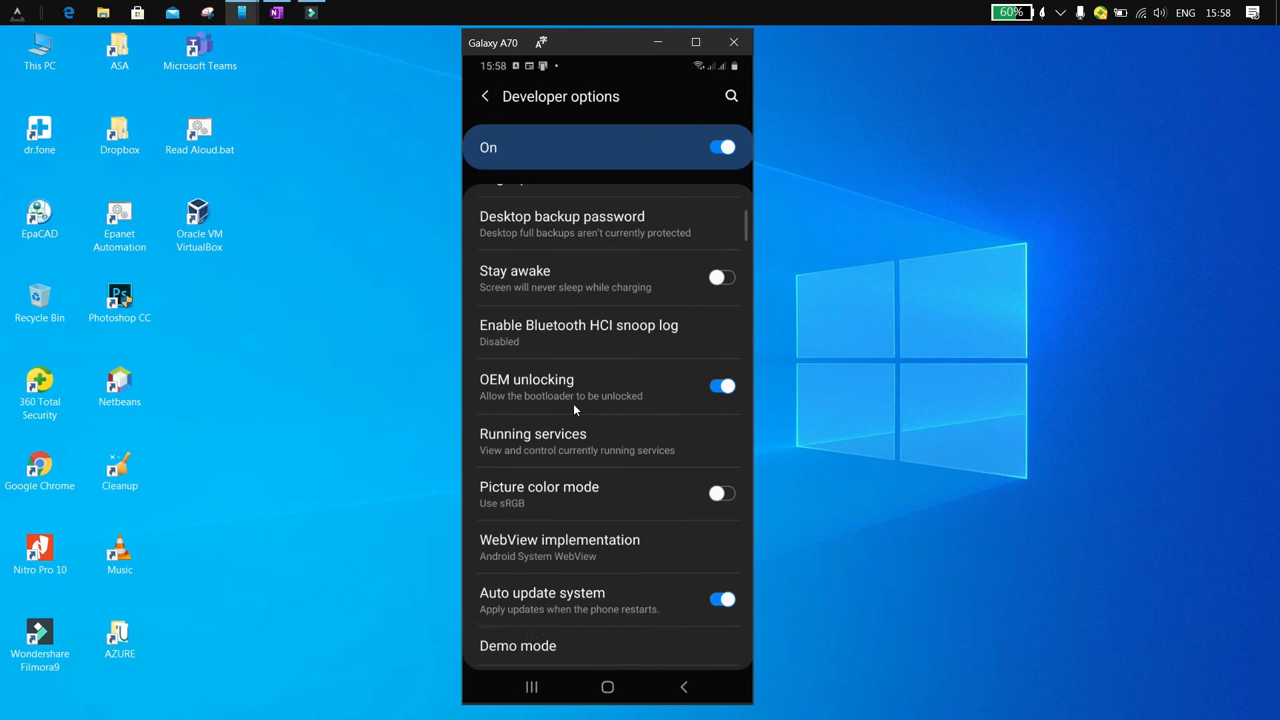 60%
ENG
15:58
This PC
ASA
Microsoft Teams
dr.fone
Dropbox
Read Aloud.bat
EpaCAD
Epanet
Automation
Oracle VM
VirtualBox
Recycle Bin
Photoshop CC
360 Total
Security
Netbeans
Google Chrome
Cleanup
Nitro Pro 10
Music
Wondershare
Filmora9
AZURE
Galaxy A70
15:58
Developer options
On
Desktop backup password
Desktop full backups aren't currently protected
Stay awake
Screen will never sleep while charging
Enable Bluetooth HCI snoop log
Disabled
OEM unlocking
Allow the bootloader to be unlocked
Running services
View and control currently running services
Picture color mode
Use sRGB
WebView implementation
Android System WebView
Auto update system
Apply updates when the phone restarts.
Demo mode